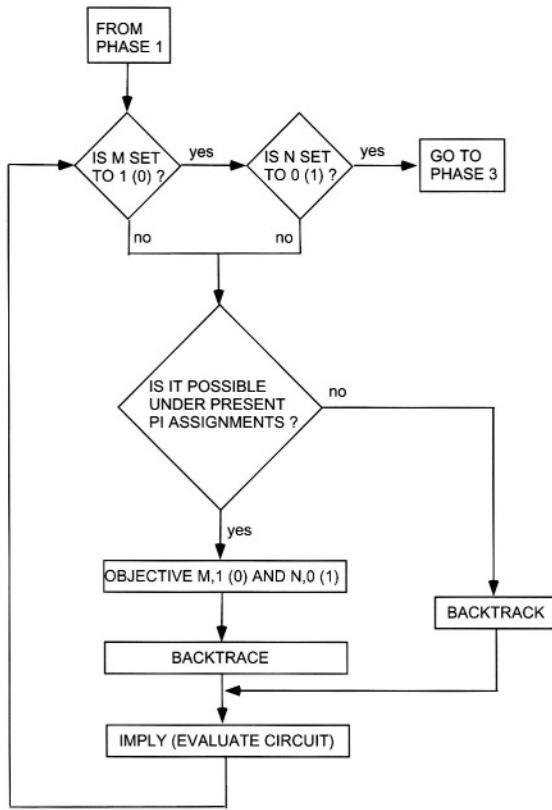 FROM
PHASE 1
IS M SET
TO 1 (0) ?
yes
IS N SET
TO 0 (1) ?
yes
GO TO
PHASE 3
no
no
IS IT POSSIBLE
UNDER PRESENT
PI ASSIGNMENTS ?
no
yes
OBJECTIVE M,1 (0) AND N,0 (1)
BACKTRACK
BACKTRACE
IMPLY (EVALUATE CIRCUIT)